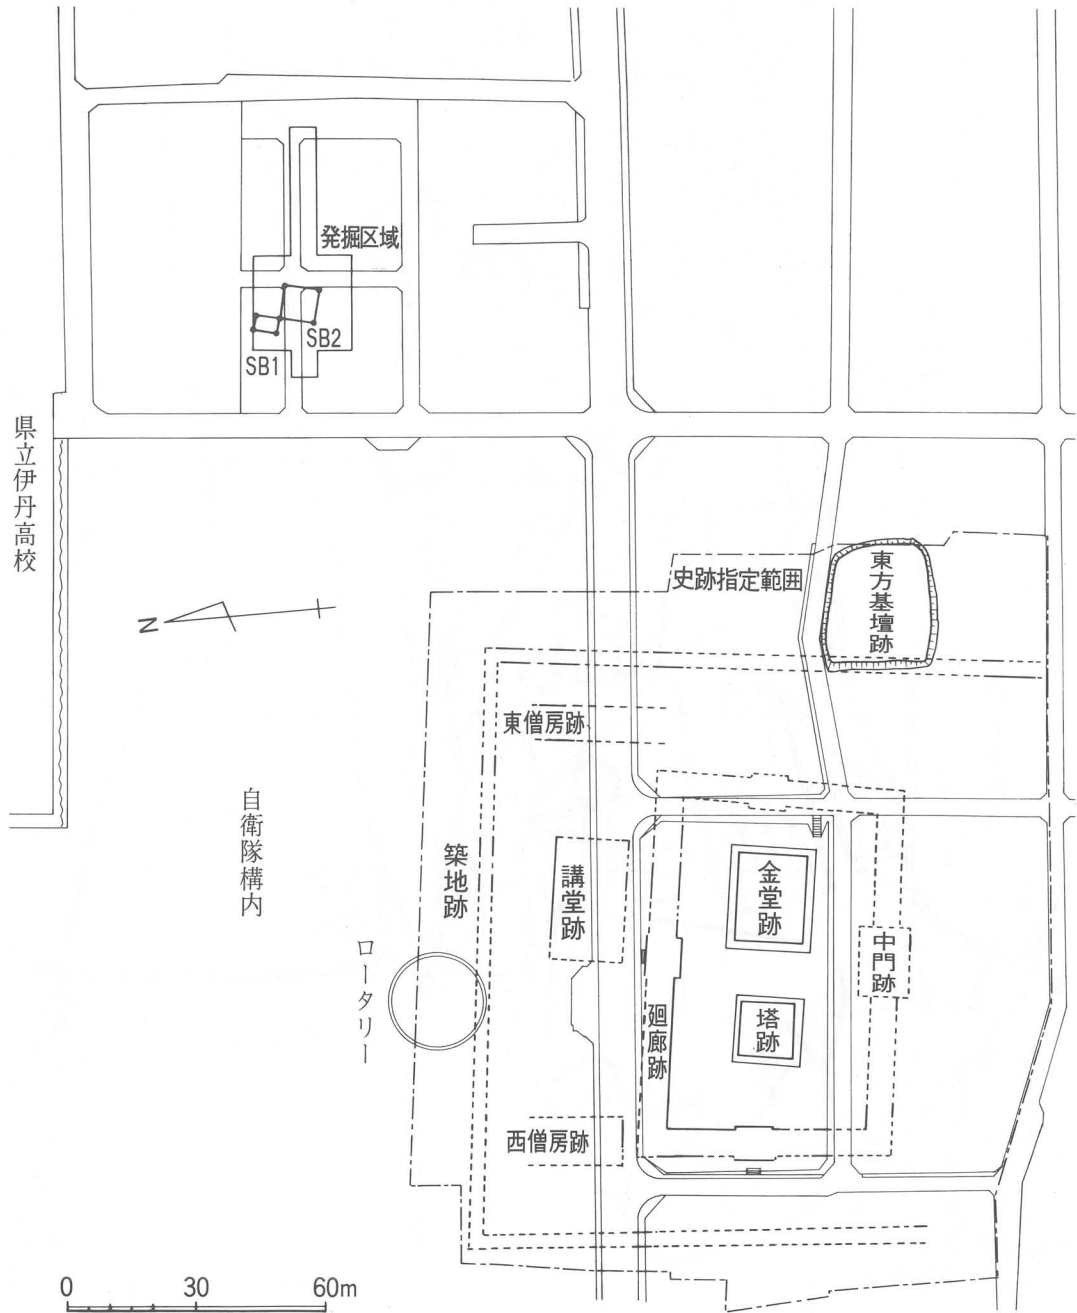 発掘区域
SB2
SB1
県立伊丹高校
史跡指定範囲
東方基壇跡
N
東僧房跡
自衛隊構内
築地跡
講堂跡
金堂跡
中門跡
ロータリー
廻廊跡
塔跡
西僧房跡
0 30 60m